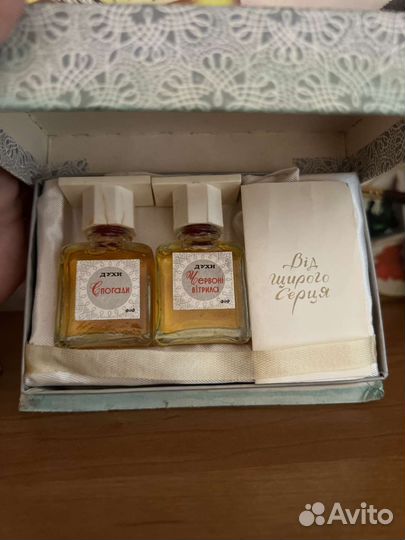 ДУХИ
Спогади
ДУХИ
Червоні
вітрила
Від
щирого
Серця
Avito